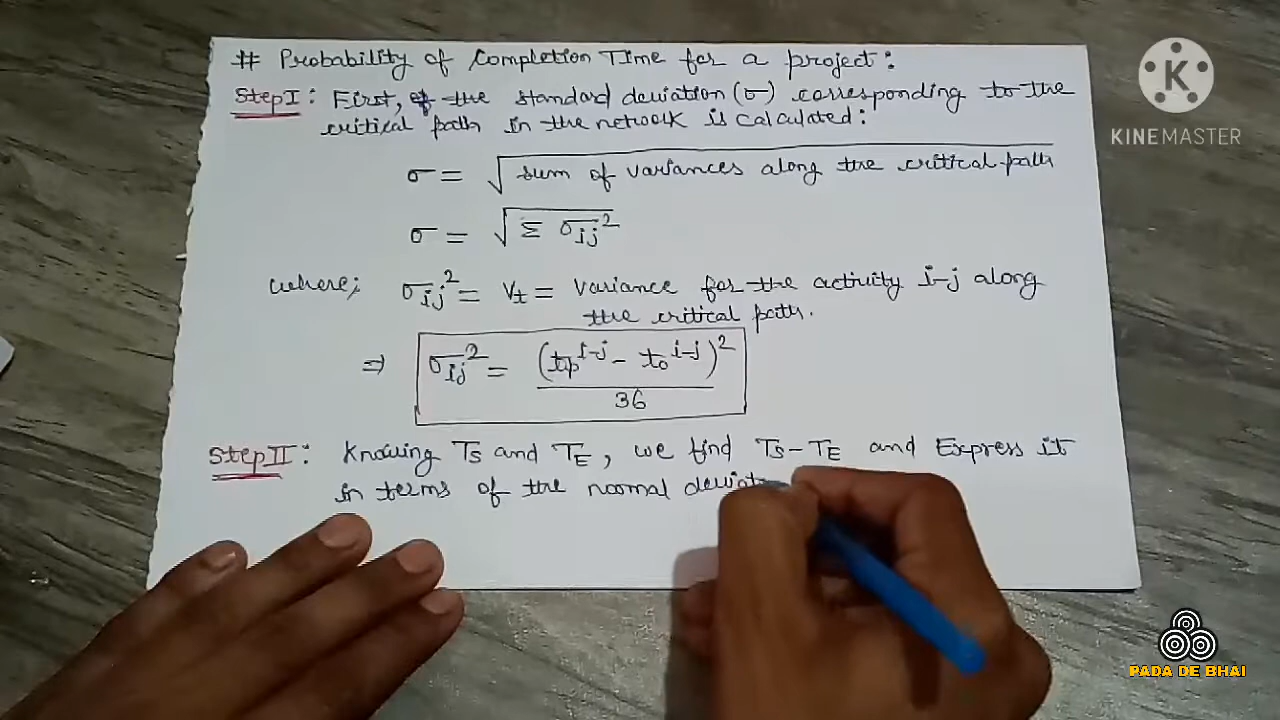 # Probability of Completion Time for a project:
Step I: First, of the standard deviation (σ) corresponding to the
critical path in the network is calculated:
σ = √sum of variances along the critical path
σ = √Σ σij²
where; σij² = Vt = variance for the activity i-j along
the critical path.
⇒ σij² = (tp^i-j - to^i-j)² / 36
Step II: Knowing TS and TE, we find TS-TE and Express it
in terms of the normal deviat
K
KINEMASTER
PADA DE BHAI